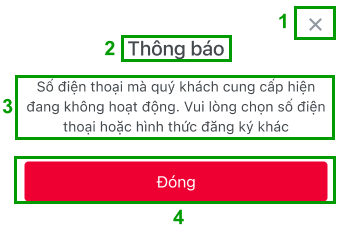 1
×
2 Thông báo
3 Số điện thoại mà quý khách cung cấp hiện
đang không hoạt động. Vui lòng chọn số điện
thoại hoặc hình thức đăng ký khác
Đóng
4